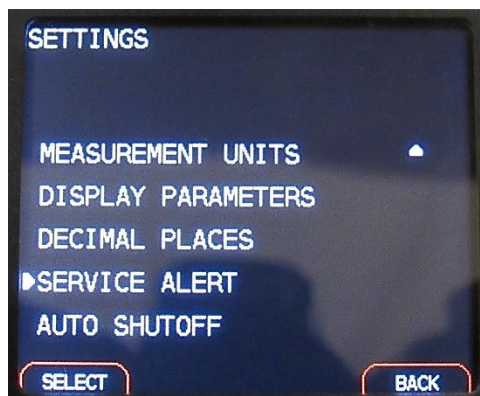 SETTINGS
MEASUREMENT UNITS
DISPLAY PARAMETERS
DECIMAL PLACES
SERVICE ALERT
AUTO SHUTOFF
SELECT BACK